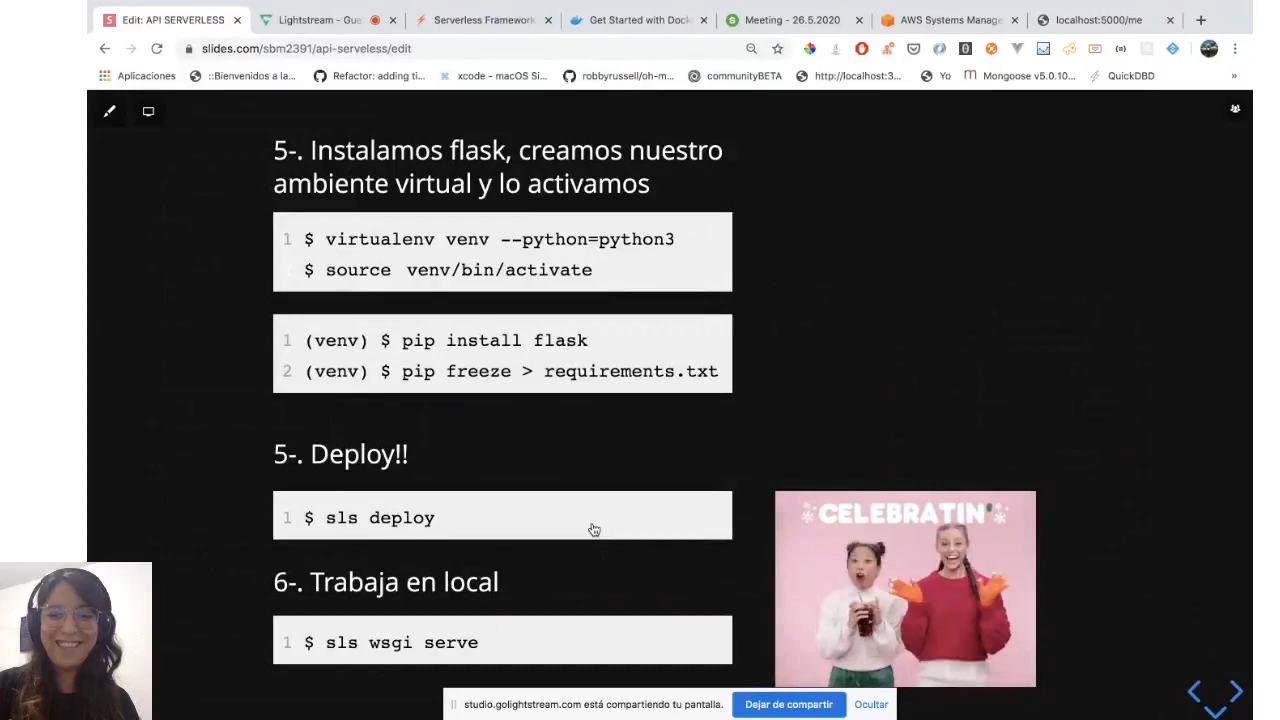 Edit: API SERVERLESS
Lightstream - Gue
Serverless Framework
Get Started with Dock
Meeting - 26.5.2020
AWS Systems Manage
localhost:5000/me
slides.com/sbm2391/api-serveless/edit
Aplicaciones
::Bienvenidos a la...
Refactor: adding ti...
xcode - macOS Si...
robbyrussell/oh-m...
communityBETA
http://localhost:3...
Yo
Mongoose v5.0.10...
QuickDBD
»
5-. Instalamos flask, creamos nuestro
ambiente virtual y lo activamos
1 $ virtualenv venv --python=python3
$ source venv/bin/activate
1 (venv) $ pip install flask
2 (venv) $ pip freeze > requirements.txt
5-. Deploy!!
1 $ sls deploy
CELEBRATIN'
6-. Trabaja en local
1 $ sls wsgi serve
studio.golightstream.com está compartiendo tu pantalla.
Dejar de compartir
Ocultar